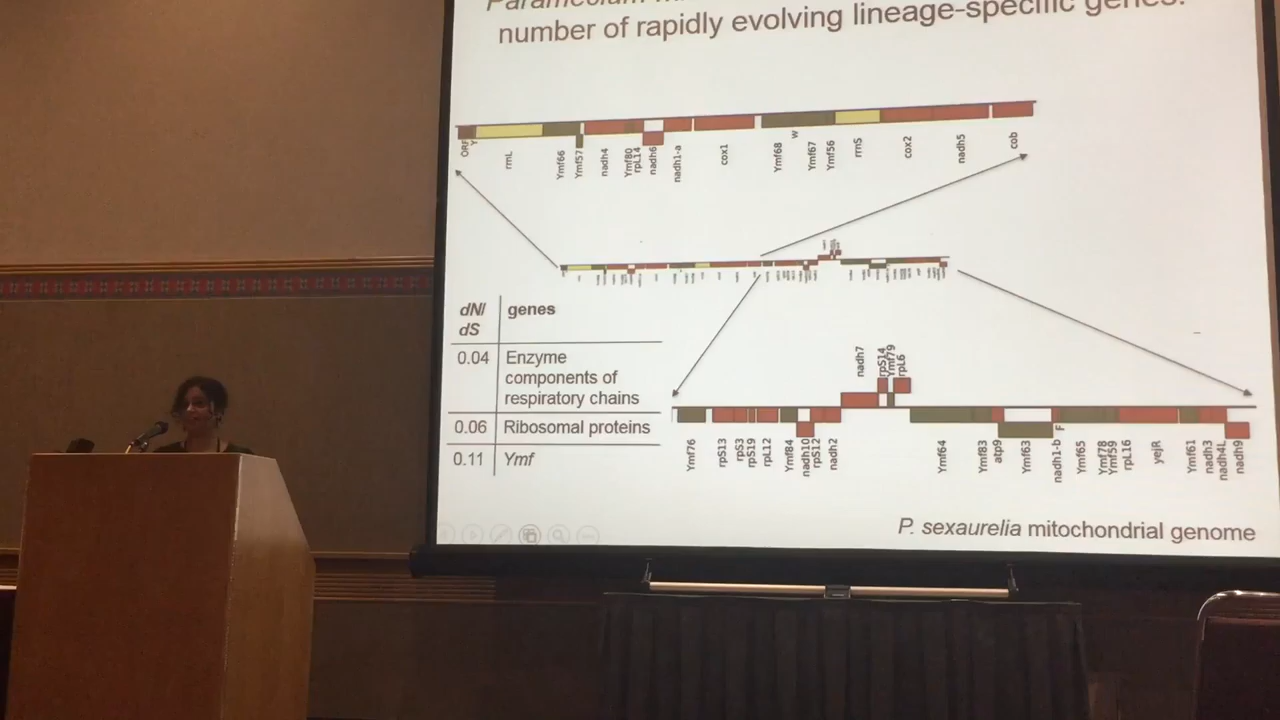 Paramecium
number of rapidly evolving lineage-specific genes.
ORF Y rrnL Ymf66 Ymf57 nadh4 Ymf80 rpL14 nadh6 nadh1-a cox1 Ymf68 W Ymf67 Ymf56 rrnS cox2 nadh5 cob
dN/ dS
genes
0.04
Enzyme
components of
respiratory chains
0.06
Ribosomal proteins
0.11
Ymf
nadh7 rpS14 Ymf79 rpL6
Ymf76 rpS13 rpS3 rpS19 rpL12 Ymf84 nadh10 rpS12 nadh2 Ymf64 Ymf83 atp9 Ymf63 nadh1-b F Ymf65 Ymf78 Ymf59 rpL16 yejR Ymf61 nadh3 nadh4L nadh9
P. sexaurelia mitochondrial genome